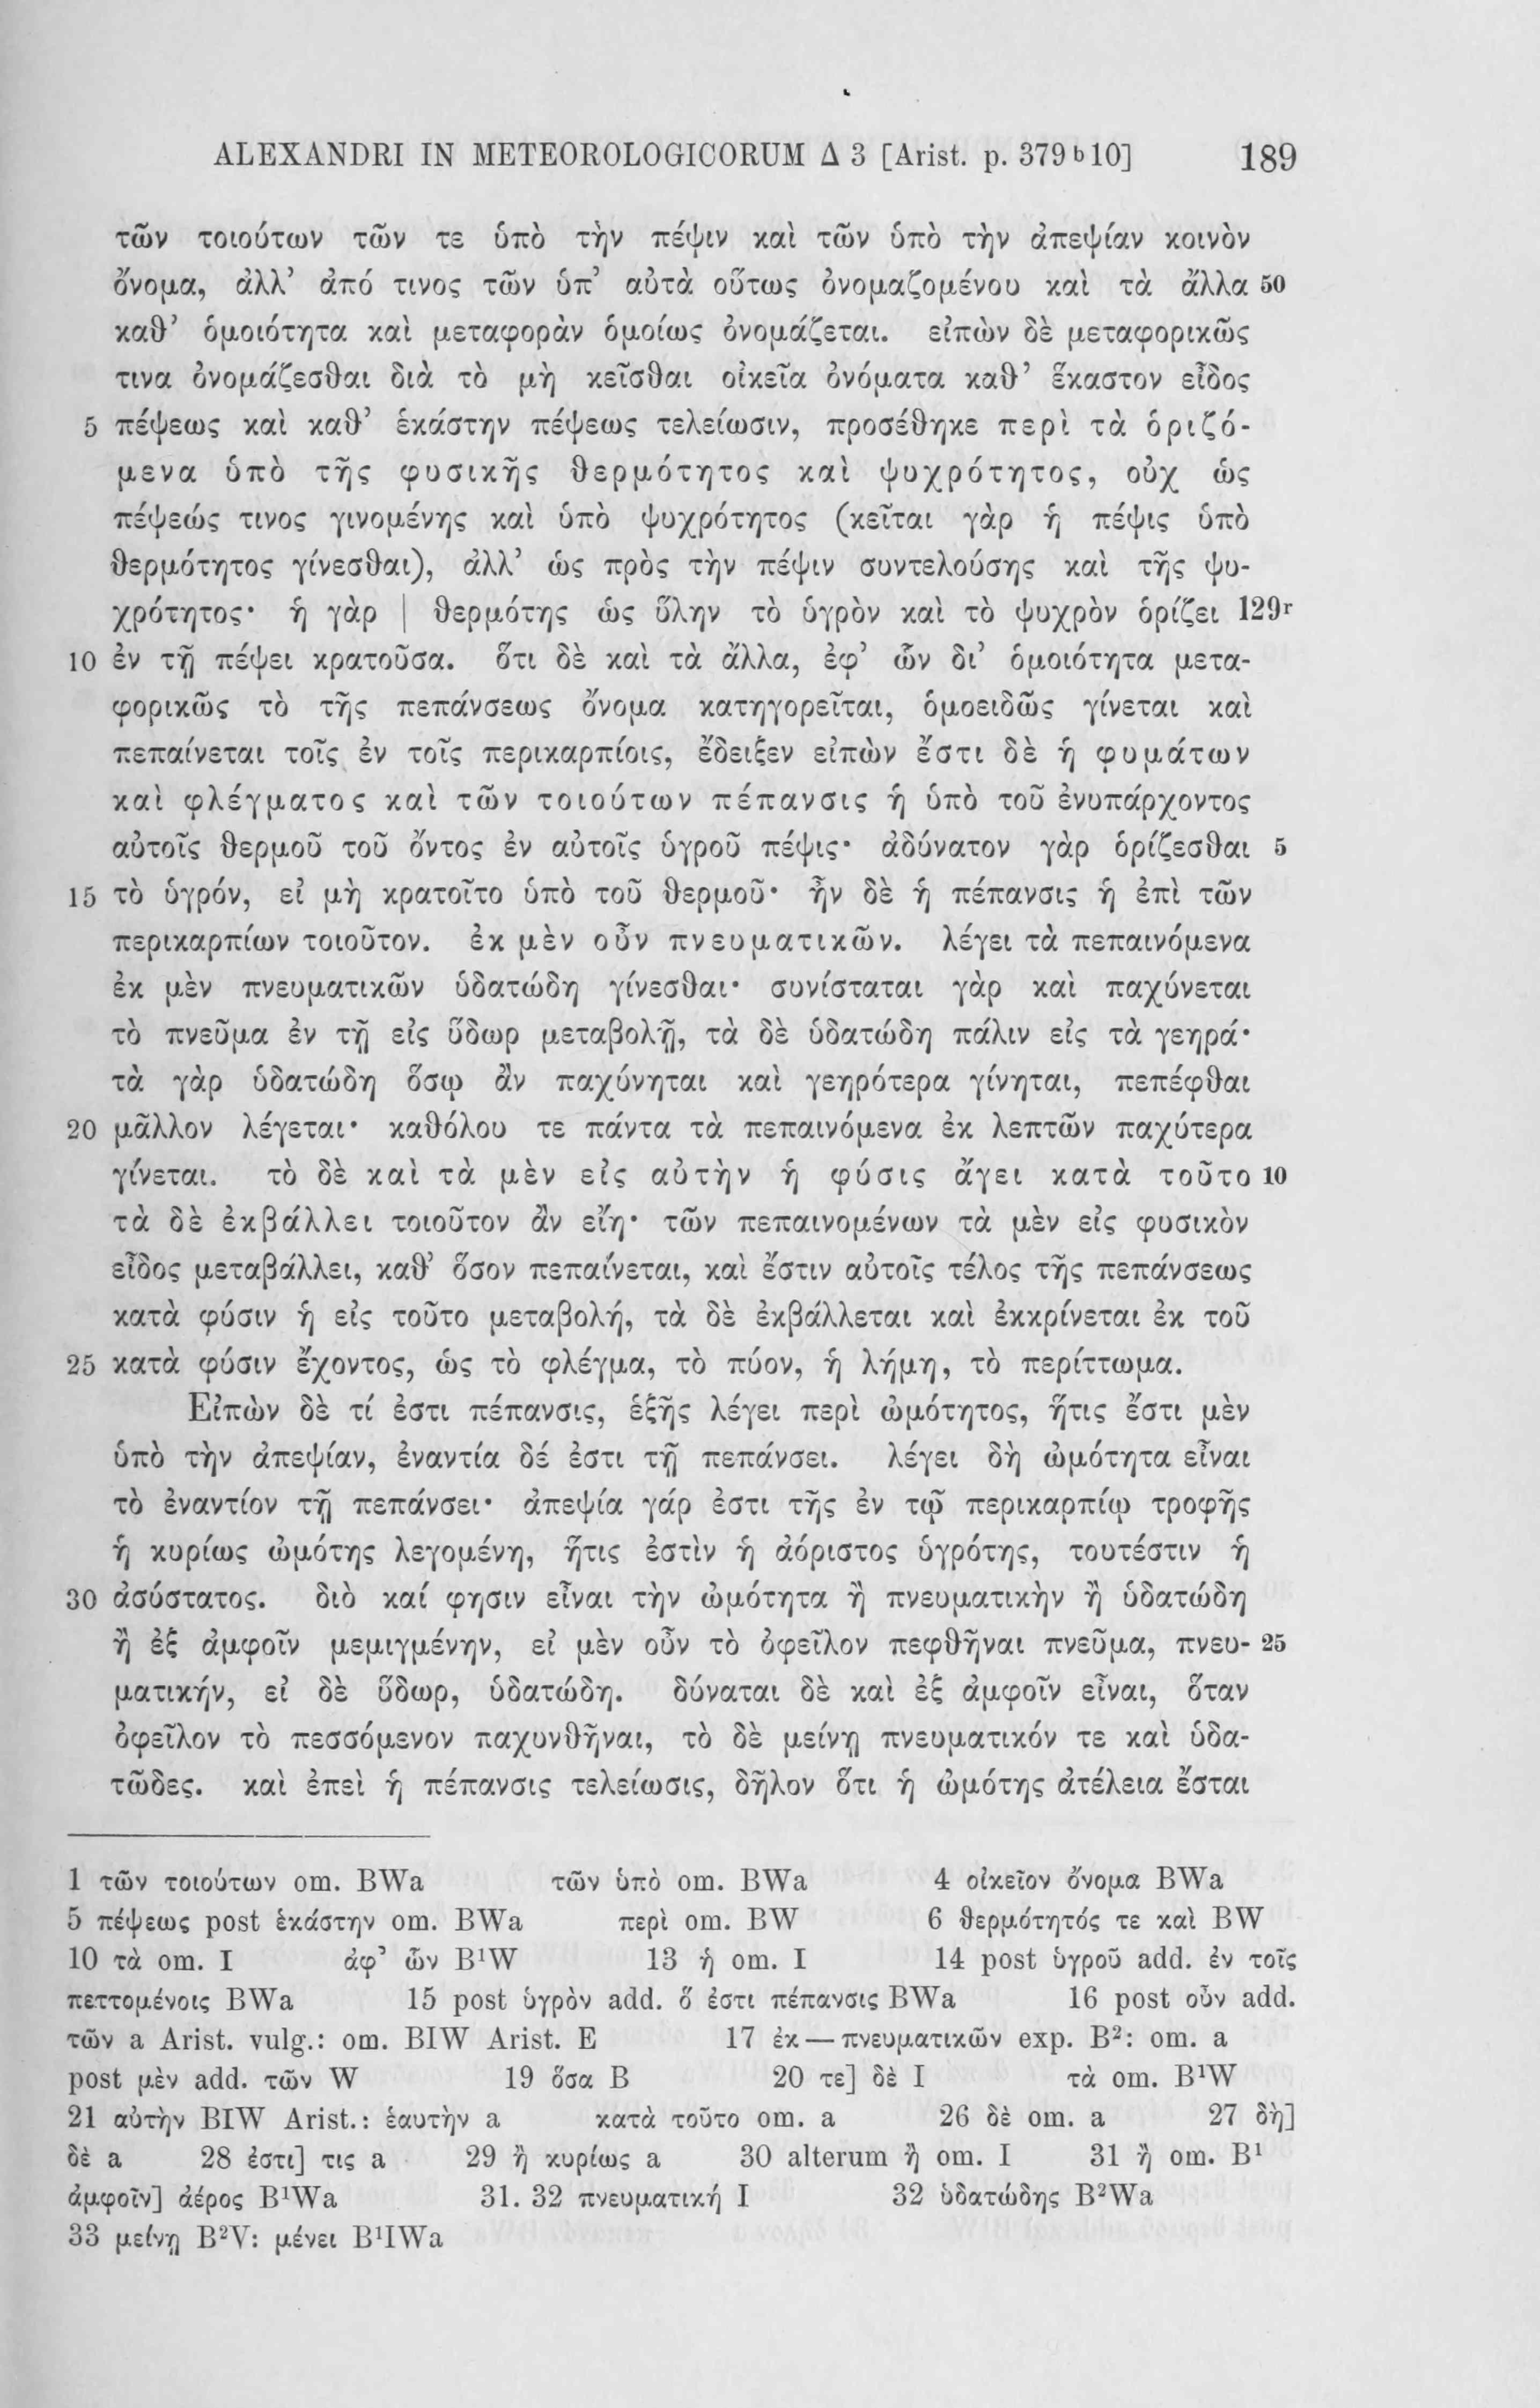 ALEXANDRI IN METEOROLOGICORUM Δ 3 [Arist. p. 379 b 10] 189
τῶν τοιούτων τῶν τε ὑπὸ τὴν πέψιν καὶ τῶν ὑπὸ τὴν ἀπεψίαν κοινὸν
ὄνομα, ἀλλ’ ἀπό τινος τῶν ὑπ’ αὐτὰ οὕτως ὀνομαζομένου καὶ τὰ ἄλλα 50
καθ’ ὁμοιότητα καὶ μεταφορὰν ὁμοίως ὀνομάζεται. εἰπὼν δὲ μεταφορικῶς
τινα ὀνομάζεσθαι διὰ τὸ μὴ κεῖσθαι οἰκεῖα ὀνόματα καθ’ ἕκαστον εἶδος
5 πέψεως καὶ καθ’ ἑκάστην πέψεως τελείωσιν, προσέθηκε περὶ τὰ ὁριζό-
μενα ὑπὸ τῆς φυσικῆς θερμότητος καὶ ψυχρότητος, οὐχ ὡς
πέψεώς τινος γινομένης καὶ ὑπὸ ψυχρότητος (κεῖται γὰρ ἡ πέψις ὑπὸ
θερμότητος γίνεσθαι), ἀλλ’ ὡς πρὸς τὴν πέψιν συντελούσης καὶ τῆς ψυ-
χρότητος· ἡ γὰρ | θερμότης ὡς ὕλην τὸ ὑγρὸν καὶ τὸ ψυχρὸν ὁρίζει 129r
10 ἐν τῇ πέψει κρατοῦσα. ὅτι δὲ καὶ τὰ ἄλλα, ἐφ’ ὧν δι’ ὁμοιότητα μετα-
φορικῶς τὸ τῆς πεπάνσεως ὄνομα κατηγορεῖται, ὁμοειδῶς γίνεται καὶ
πεπαίνεται τοῖς ἐν τοῖς περικαρπίοις, ἔδειξεν εἰπὼν ἔστι δὲ ἡ φυμάτων
καὶ φλέγματος καὶ τῶν τοιούτων πέπανσις ἡ ὑπὸ τοῦ ἐνυπάρχοντος
αὐτοῖς θερμοῦ τοῦ ὄντος ἐν αὐτοῖς ὑγροῦ πέψις· ἀδύνατον γὰρ ὁρίζεσθαι 5
15 τὸ ὑγρόν, εἰ μὴ κρατοῖτο ὑπὸ τοῦ θερμοῦ· ἦν δὲ ἡ πέπανσις ἡ ἐπὶ τῶν
περικαρπίων τοιοῦτον. ἐκ μὲν οὖν πνευματικῶν. λέγει τὰ πεπαινόμενα
ἐκ μὲν πνευματικῶν ὑδατώδη γίνεσθαι· συνίσταται γὰρ καὶ παχύνεται
τὸ πνεῦμα ἐν τῇ εἰς ὕδωρ μεταβολῇ, τὰ δὲ ὑδατώδη πάλιν εἰς τὰ γεηρά·
τὰ γὰρ ὑδατώδη ὅσῳ ἂν παχύνηται καὶ γεηρότερα γίνηται, πεπέφθαι
20 μᾶλλον λέγεται· καθόλου τε πάντα τὰ πεπαινόμενα ἐκ λεπτῶν παχύτερα
γίνεται. τὸ δὲ καὶ τὰ μὲν εἰς αὑτὴν ἡ φύσις ἄγει κατὰ τοῦτο 10
τὰ δὲ ἐκβάλλει τοιοῦτον ἂν εἴη· τῶν πεπαινομένων τὰ μὲν εἰς φυσικὸν
εἶδος μεταβάλλει, καθ’ ὅσον πεπαίνεται, καὶ ἔστιν αὐτοῖς τέλος τῆς πεπάνσεως
κατὰ φύσιν ἡ εἰς τοῦτο μεταβολή, τὰ δὲ ἐκβάλλεται καὶ ἐκκρίνεται ἐκ τοῦ
25 κατὰ φύσιν ἔχοντος, ὡς τὸ φλέγμα, τὸ πύον, ἡ λήμη, τὸ περίττωμα.
Εἰπὼν δὲ τί ἐστι πέπανσις, ἑξῆς λέγει περὶ ὠμότητος, ἥτις ἔστι μὲν
ὑπὸ τὴν ἀπεψίαν, ἐναντία δέ ἐστι τῇ πεπάνσει. λέγει δὴ ὠμότητα εἶναι
τὸ ἐναντίον τῇ πεπάνσει· ἀπεψία γάρ ἐστι τῆς ἐν τῷ περικαρπίῳ τροφῆς
ἡ κυρίως ὠμότης λεγομένη, ἥτις ἐστὶν ἡ ἀόριστος ὑγρότης, τουτέστιν ἡ
30 ἀσύστατος. διὸ καί φησιν εἶναι τὴν ὠμότητα ἢ πνευματικὴν ἢ ὑδατώδη
ἢ ἐξ ἀμφοῖν μεμιγμένην, εἰ μὲν οὖν τὸ ὀφεῖλον πεφθῆναι πνεῦμα, πνευ- 25
ματικήν, εἰ δὲ ὕδωρ, ὑδατώδη. δύναται δὲ καὶ ἐξ ἀμφοῖν εἶναι, ὅταν
ὀφεῖλον τὸ πεσσόμενον παχυνθῆναι, τὸ δὲ μείνῃ πνευματικόν τε καὶ ὑδα-
τῶδες. καὶ ἐπεὶ ἡ πέπανσις τελείωσις, δῆλον ὅτι ἡ ὠμότης ἀτέλεια ἔσται
1 τῶν τοιούτων om. BWa τῶν ὑπὸ om. BWa 4 οἰκεῖον ὄνομα BWa
5 πέψεως post ἑκάστην om. BWa περὶ om. BW 6 θερμότητός τε καὶ BW
10 τὰ om. I ἀφ’ ὧν B¹W 13 ἡ om. I 14 post ὑγροῦ add. ἐν τοῖς
πεττομένοις BWa 15 post ὑγρὸν add. ὅ ἐστι πέπανσις BWa 16 post οὖν add.
τῶν a Arist. vulg.: om. BIW Arist. E 17 ἐκ — πνευματικῶν exp. B²: om. a
post μὲν add. τῶν W 19 ὅσα B 20 τε] δὲ I τὰ om. B¹W
21 αὑτὴν BIW Arist.: ἑαυτὴν a κατὰ τοῦτο om. a 26 δὲ om. a 27 δὴ]
δὲ a 28 ἐστι] τις a 29 ἢ κυρίως a 30 alterum ἢ om. I 31 ἢ om. B¹
ἀμφοῖν] ἀέρος B¹Wa 31. 32 πνευματική I 32 ὑδατώδης B²Wa
33 μείνῃ B²V: μένει B¹IWa